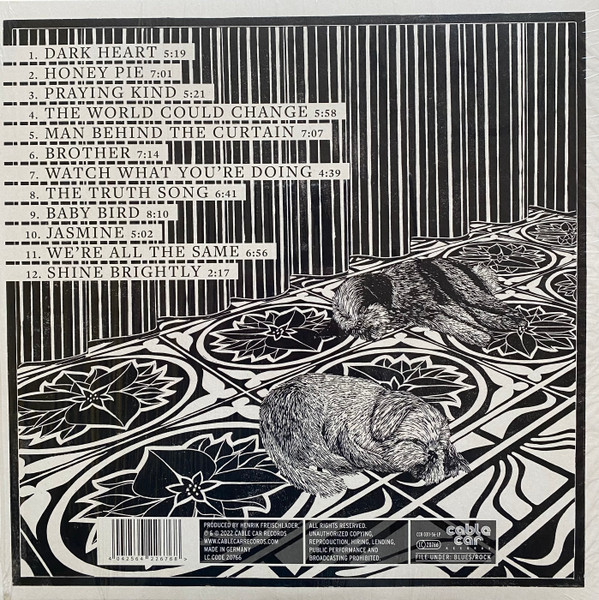 1. DARK HEART 5:19
2. HONEY PIE 7:01
3. PRAYING KIND 5:21
4. THE WORLD COULD CHANGE 5:58
5. MAN BEHIND THE CURTAIN 7:07
6. BROTHER 7:14
7. WATCH WHAT YOU'RE DOING 4:39
8. THE TRUTH SONG 6:41
9. BABY BIRD 8:10
10. JASMINE 5:02
11. WE'RE ALL THE SAME 6:56
12. SHINE BRIGHTLY 2:17
PRODUCED BY HENRIK FREISCHLADER.
℗ & © 2022 CABLE CAR RECORDS
WWW.CABLECARRECORDS.COM
MADE IN GERMANY
LC CODE 20766
ALL RIGHTS RESERVED.
UNAUTHORIZED COPYING,
REPRODUCTION, HIRING, LENDING,
PUBLIC PERFORMANCE AND
BROADCASTING PROHIBITED
LC 20766
cable
car
RECORDS
FILE UNDER: BLUES/ROCK